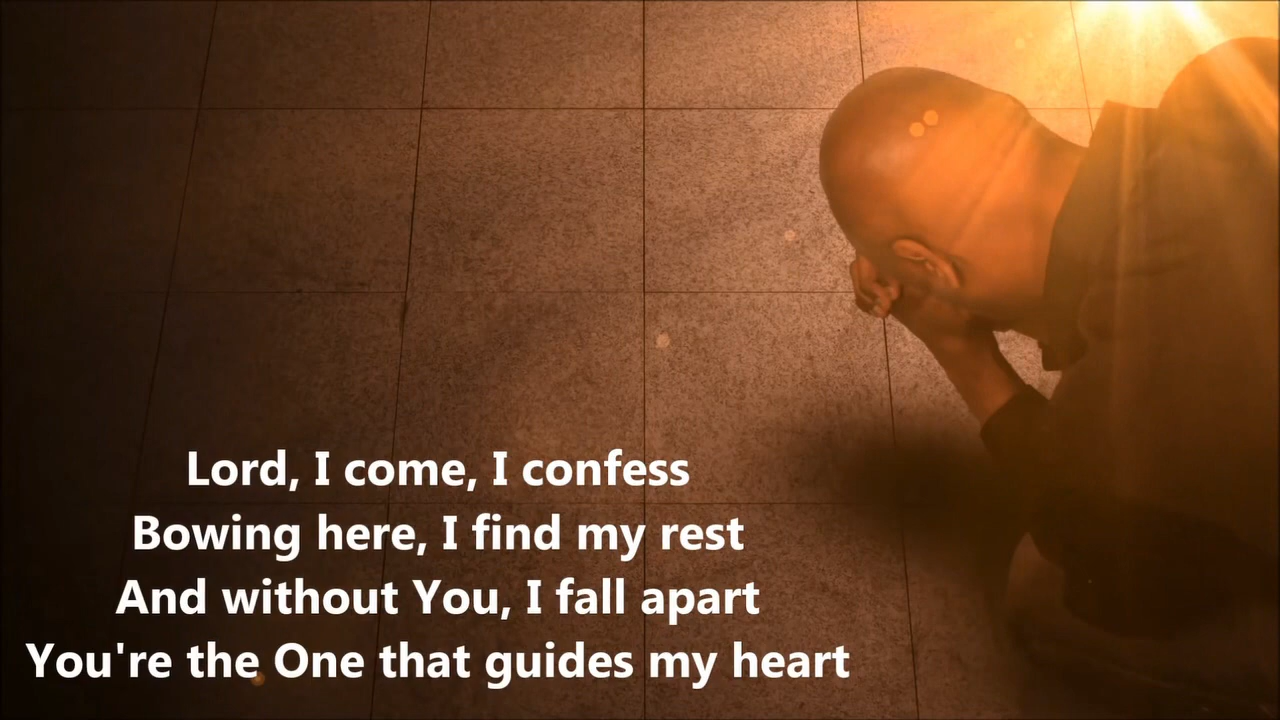 Lord, I come, I confess
Bowing here, I find my rest
And without You, I fall apart
You're the One that guides my heart